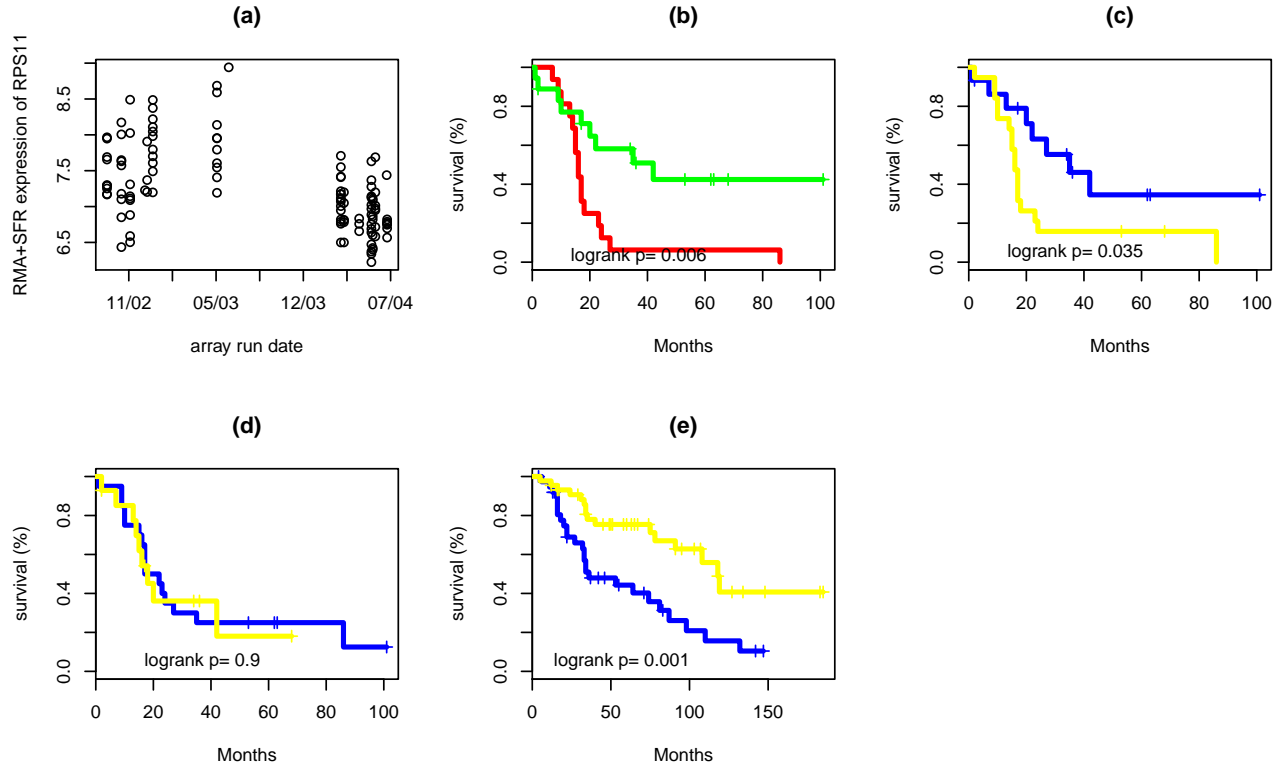 (a)
RMA+SFR expression of RPS11
8.5
7.5
6.5
11/02 05/03 12/03 07/04
array run date
(b)
survival (%)
0.8
0.4
0.0
logrank p= 0.006
0 20 40 60 80 100
Months
(c)
survival (%)
0.8
0.4
0.0
logrank p= 0.035
0 20 40 60 80 100
Months
(d)
survival (%)
0.8
0.4
0.0
logrank p= 0.9
0 20 40 60 80 100
Months
(e)
survival (%)
0.8
0.4
0.0
logrank p= 0.001
0 50 100 150
Months